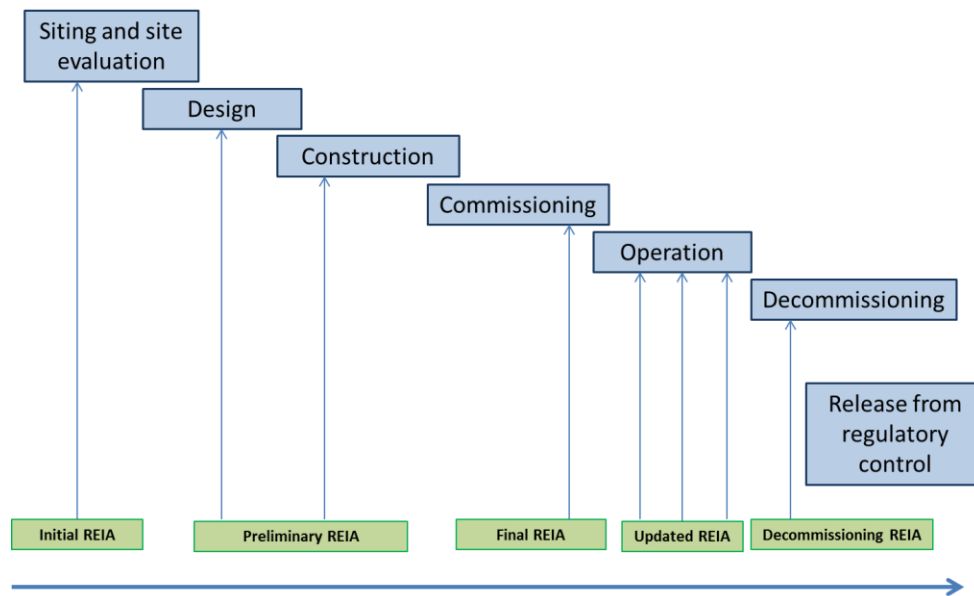 Siting and site
evaluation
Design
Construction
Commissioning
Operation
Decommissioning
Release from
regulatory
control
Initial REIA
Preliminary REIA
Final REIA
Updated REIA
Decommissioning REIA